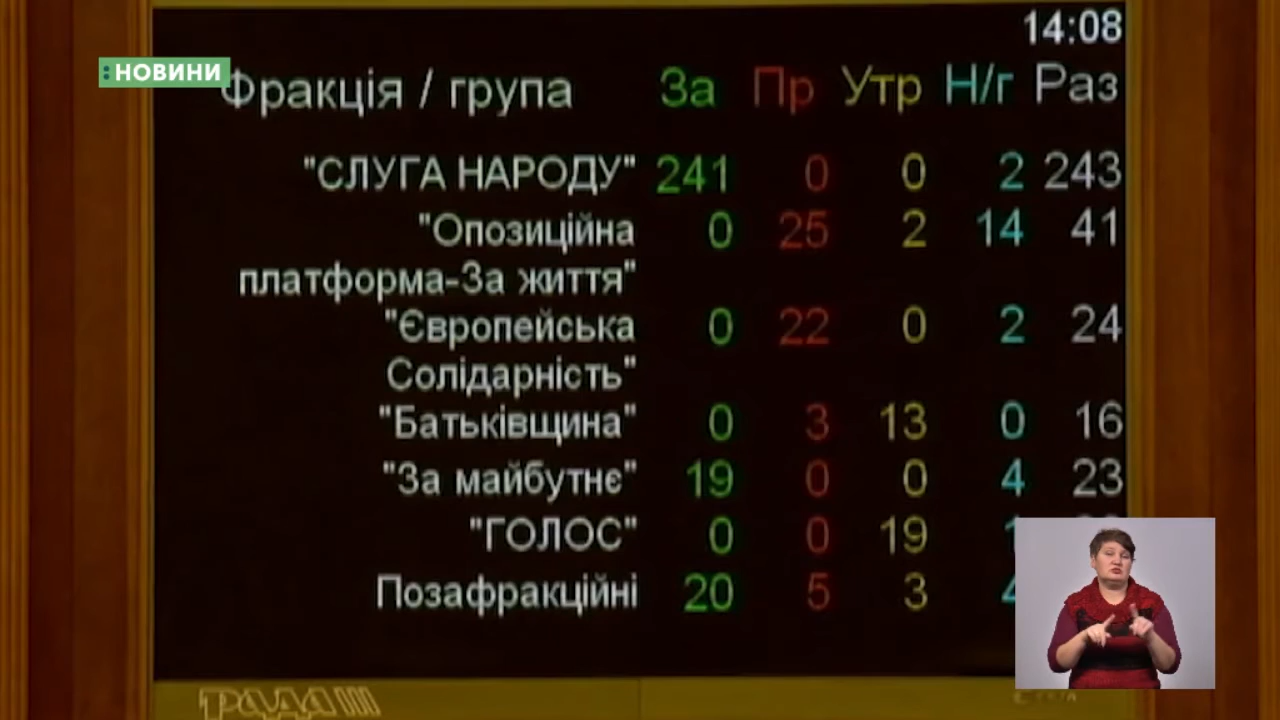 14:08
:НОВИНИ
Фракція / група За Пр Утр Н/г Раз
"СЛУГА НАРОДУ" 241 0 0 2 243
"Опозиційна 0 25 2 14 41
платформа-За життя"
"Європейська 0 22 0 2 24
Солідарність"
"Батьківщина" 0 3 13 0 16
"За майбутнє" 19 0 0 4 23
"ГОЛОС" 0 0 19
Позафракційні 20 5 3
РАДА III